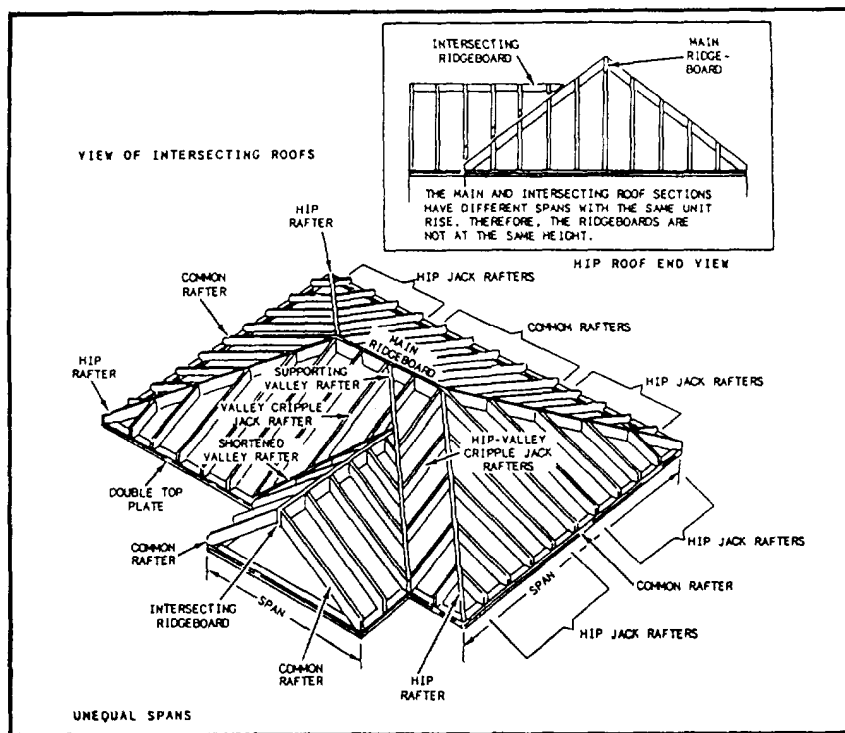 INTERSECTING
RIDGEBOARD
MAIN
RIDGE-
BOARD
VIEW OF INTERSECTING ROOFS
THE MAIN AND INTERSECTING ROOF SECTIONS
HAVE DIFFERENT SPANS WITH THE SAME UNIT
RISE. THEREFORE, THE RIDGEBOARDS ARE
NOT AT THE SAME HEIGHT.
HIP ROOF END VIEW
HIP
RAFTER
HIP JACK RAFTERS
COMMON
RAFTER
COMMON RAFTERS
MAIN
RIDGEBOARD
HIP
RAFTER
HIP JACK RAFTERS
SUPPORTING
VALLEY RAFTER
VALLEY CRIPPLE
JACK RAFTER
SHORTENED
VALLEY RAFTER
HIP-VALLEY
CRIPPLE JACK
RAFTERS
DOUBLE TOP
PLATE
COMMON
RAFTER
HIP JACK RAFTERS
SPAN
COMMON RAFTER
INTERSECTING
RIDGEBOARD
SPAN
HIP JACK RAFTERS
COMMON
RAFTER
HIP
RAFTER
UNEQUAL SPANS